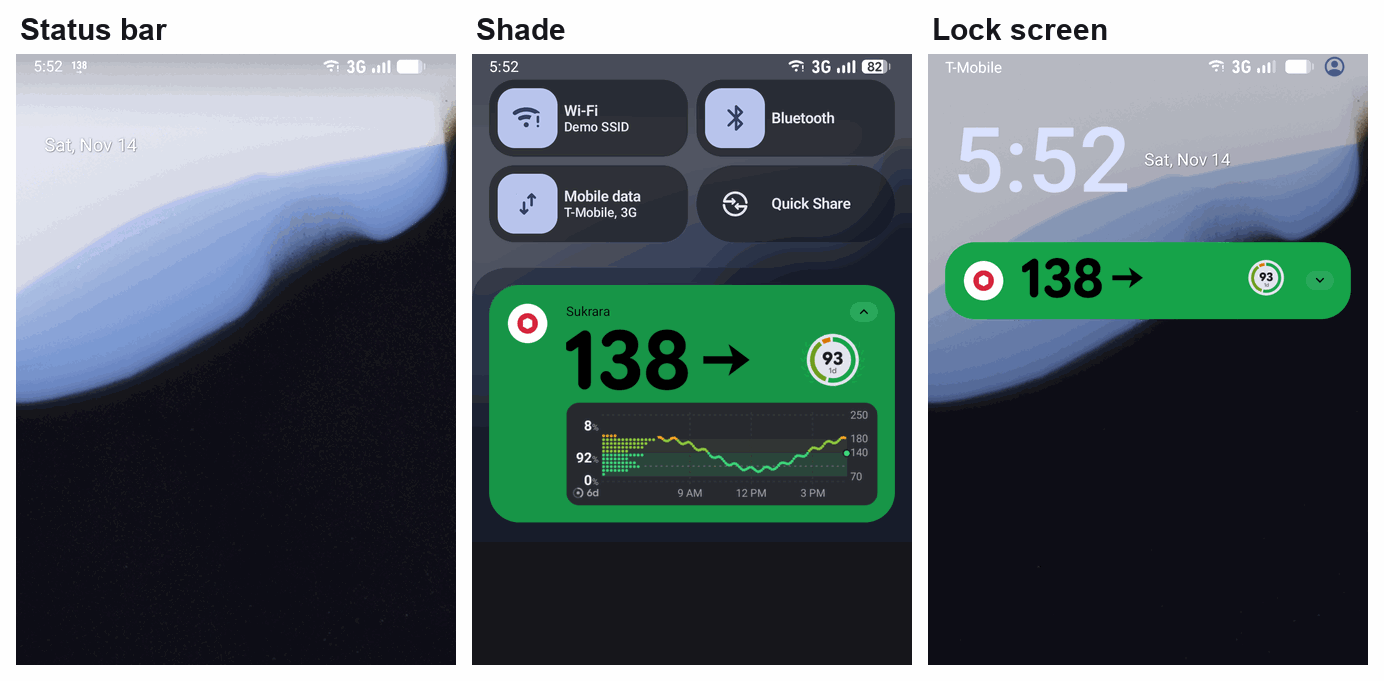 Status bar
5:52 138
3G
Sat, Nov 14
Shade
5:52
3G 82
Wi-Fi
Demo SSID
Bluetooth
Mobile data
T-Mobile, 3G
Quick Share
Sukrara
138 →
93
1d
250
180
140
70
8%
92%
0%
6d
9 AM 12 PM 3 PM
Lock screen
T-Mobile
3G
5:52 Sat, Nov 14
138 →
93
1d